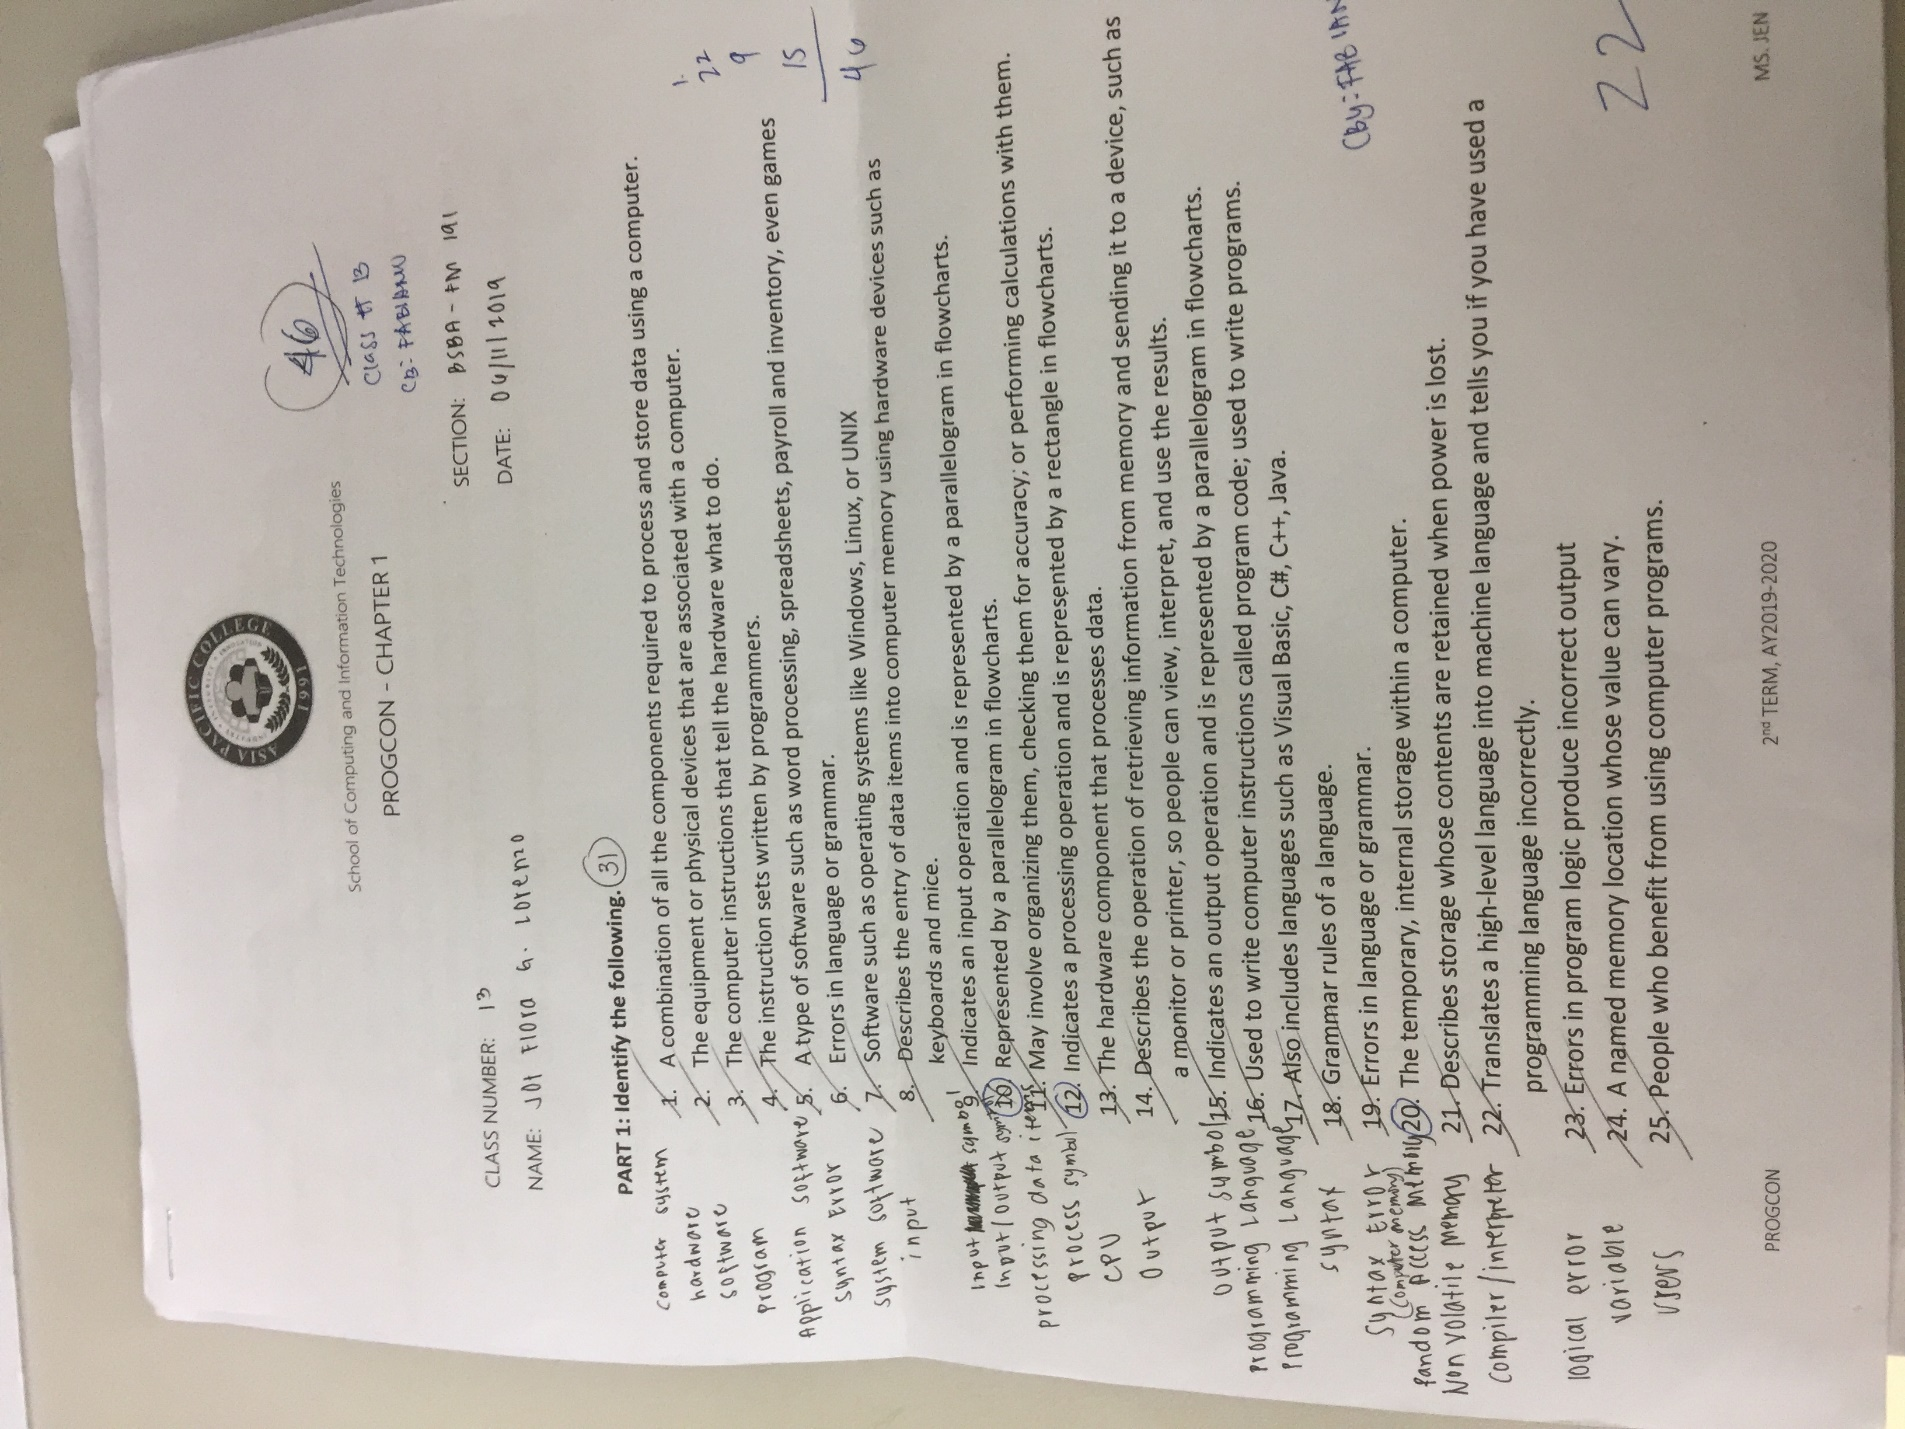 46
Class # 13
CB: FABIANO
ASIA PACIFIC COLLEGE
1991
School of Computing and Information Technologies
PROGCON - CHAPTER 1
CLASS NUMBER: 13 SECTION: BSBA - FM 191
NAME: Joi Flora G. Lorenzo DATE: 04/11/2019
PART 1: Identify the following. 31
computer system 1. A combination of all the components required to process and store data using a computer.
hardware 2. The equipment or physical devices that are associated with a computer.
software 3. The computer instructions that tell the hardware what to do.
program 4. The instruction sets written by programmers.
Application software 5. A type of software such as word processing, spreadsheets, payroll and inventory, even games
syntax Error 6. Errors in language or grammar.
system software 7. Software such as operating systems like Windows, Linux, or UNIX
input 8. Describes the entry of data items into computer memory using hardware devices such as
keyboards and mice.
input symbol 9. Indicates an input operation and is represented by a parallelogram in flowcharts.
Input/output symbol 10. Represented by a parallelogram in flowcharts.
processing data items 11. May involve organizing them, checking them for accuracy, or performing calculations with them.
process symbol 12. Indicates a processing operation and is represented by a rectangle in flowcharts.
CPU 13. The hardware component that processes data.
Output 14. Describes the operation of retrieving information from memory and sending it to a device, such as
a monitor or printer, so people can view, interpret, and use the results.
Output symbol 15. Indicates an output operation and is represented by a parallelogram in flowcharts.
Programming Language 16. Used to write computer instructions called program code; used to write programs.
Programming Language 17. Also includes languages such as Visual Basic, C#, C++, Java.
syntax 18. Grammar rules of a language.
Syntax Error 19. Errors in language or grammar.
(Computer memory)
Random Access Memory 20. The temporary, internal storage within a computer.
Non volatile memory 21. Describes storage whose contents are retained when power is lost.
Compiler/interpreter 22. Translates a high-level language into machine language and tells you if you have used a
programming language incorrectly.
logical error 23. Errors in program logic produce incorrect output
variable 24. A named memory location whose value can vary.
users 25. People who benefit from using computer programs.
1.
22
9
15
46
CBy: FABIAN
22
PROGCON 2nd TERM, AY2019-2020 MS. JEN